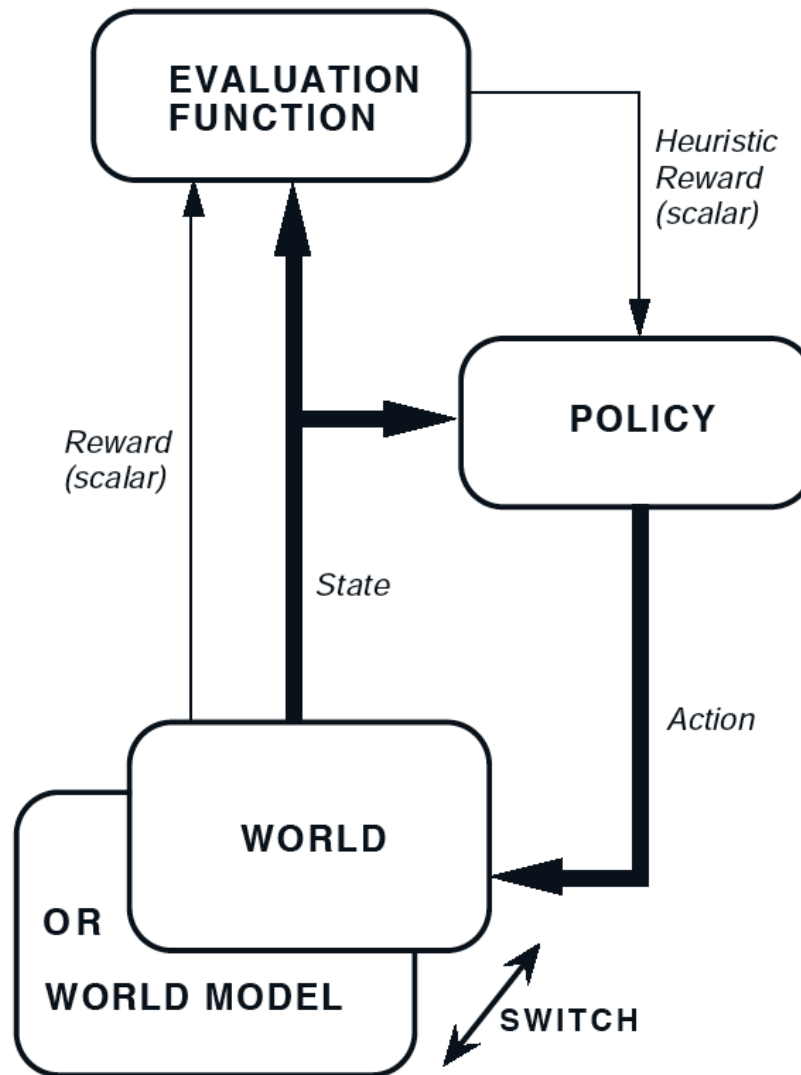 EVALUATION
FUNCTION
Heuristic
Reward
(scalar)
POLICY
Reward
(scalar)
State
Action
WORLD
OR
WORLD MODEL
SWITCH